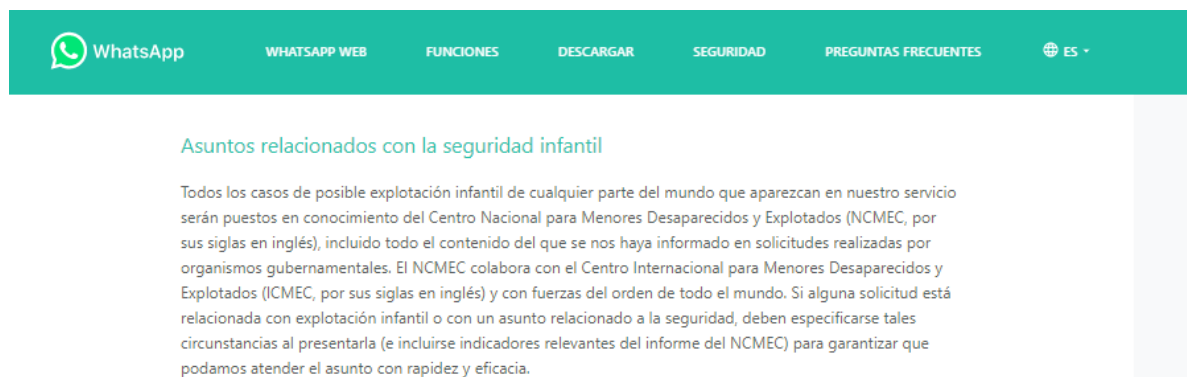 WhatsApp WHATSAPP WEB FUNCIONES DESCARGAR SEGURIDAD PREGUNTAS FRECUENTES ES
Asuntos relacionados con la seguridad infantil
Todos los casos de posible explotación infantil de cualquier parte del mundo que aparezcan en nuestro servicio
serán puestos en conocimiento del Centro Nacional para Menores Desaparecidos y Explotados (NCMEC, por
sus siglas en inglés), incluido todo el contenido del que se nos haya informado en solicitudes realizadas por
organismos gubernamentales. El NCMEC colabora con el Centro Internacional para Menores Desaparecidos y
Explotados (ICMEC, por sus siglas en inglés) y con fuerzas del orden de todo el mundo. Si alguna solicitud está
relacionada con explotación infantil o con un asunto relacionado a la seguridad, deben especificarse tales
circunstancias al presentarla (e incluirse indicadores relevantes del informe del NCMEC) para garantizar que
podamos atender el asunto con rapidez y eficacia.